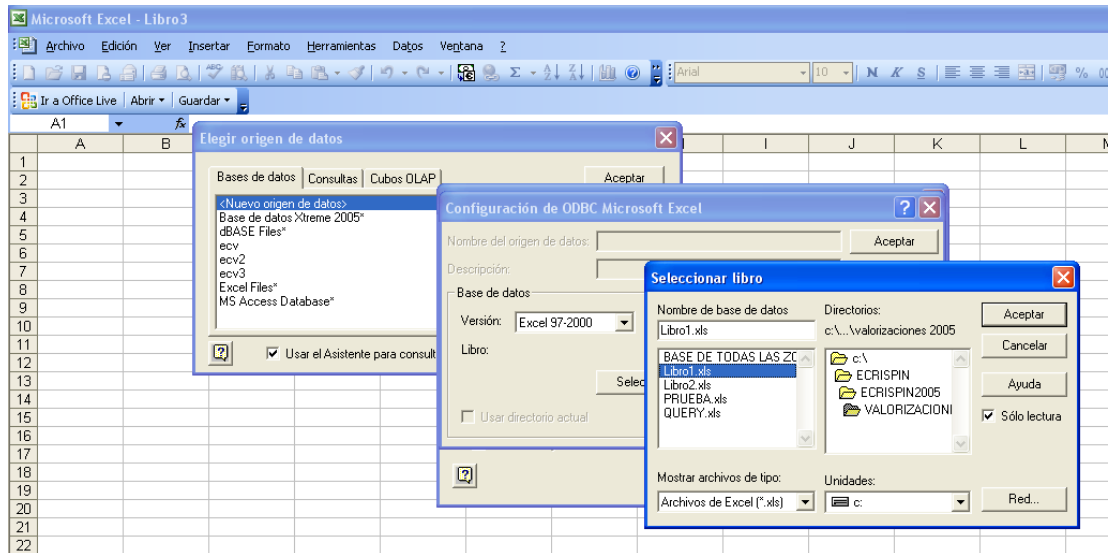 Microsoft Excel - Libro3
Archivo Edición Ver Insertar Formato Herramientas Datos Ventana ?
Σ Arial 10 N K S %
Ir a Office Live Abrir Guardar
A1 fx
A B I J K L
1
2
3
4
5
6
7
8
9
10
11
12
13
14
15
16
17
18
19
20
21
22
Elegir origen de datos
Bases de datos Consultas Cubos OLAP
Aceptar
<Nuevo origen de datos>
Base de datos Xtreme 2005*
dBASE Files*
ecv
ecv2
ecv3
Excel Files*
MS Access Database*
Usar el Asistente para consult
Configuración de ODBC Microsoft Excel
Nombre del origen de datos:
Aceptar
Descripción:
Base de datos
Versión: Excel 97-2000
Libro:
Selec
Usar directorio actual
Seleccionar libro
Nombre de base de datos
Libro1.xls
BASE DE TODAS LAS ZO
Libro1.xls
Libro2.xls
PRUEBA.xls
QUERY.xls
Directorios:
c:\...\valorizaciones 2005
c:\
ECRISPIN
ECRISPIN2005
VALORIZACIONI
Aceptar
Cancelar
Ayuda
Sólo lectura
Mostrar archivos de tipo:
Archivos de Excel (*.xls)
Unidades:
c:
Red...